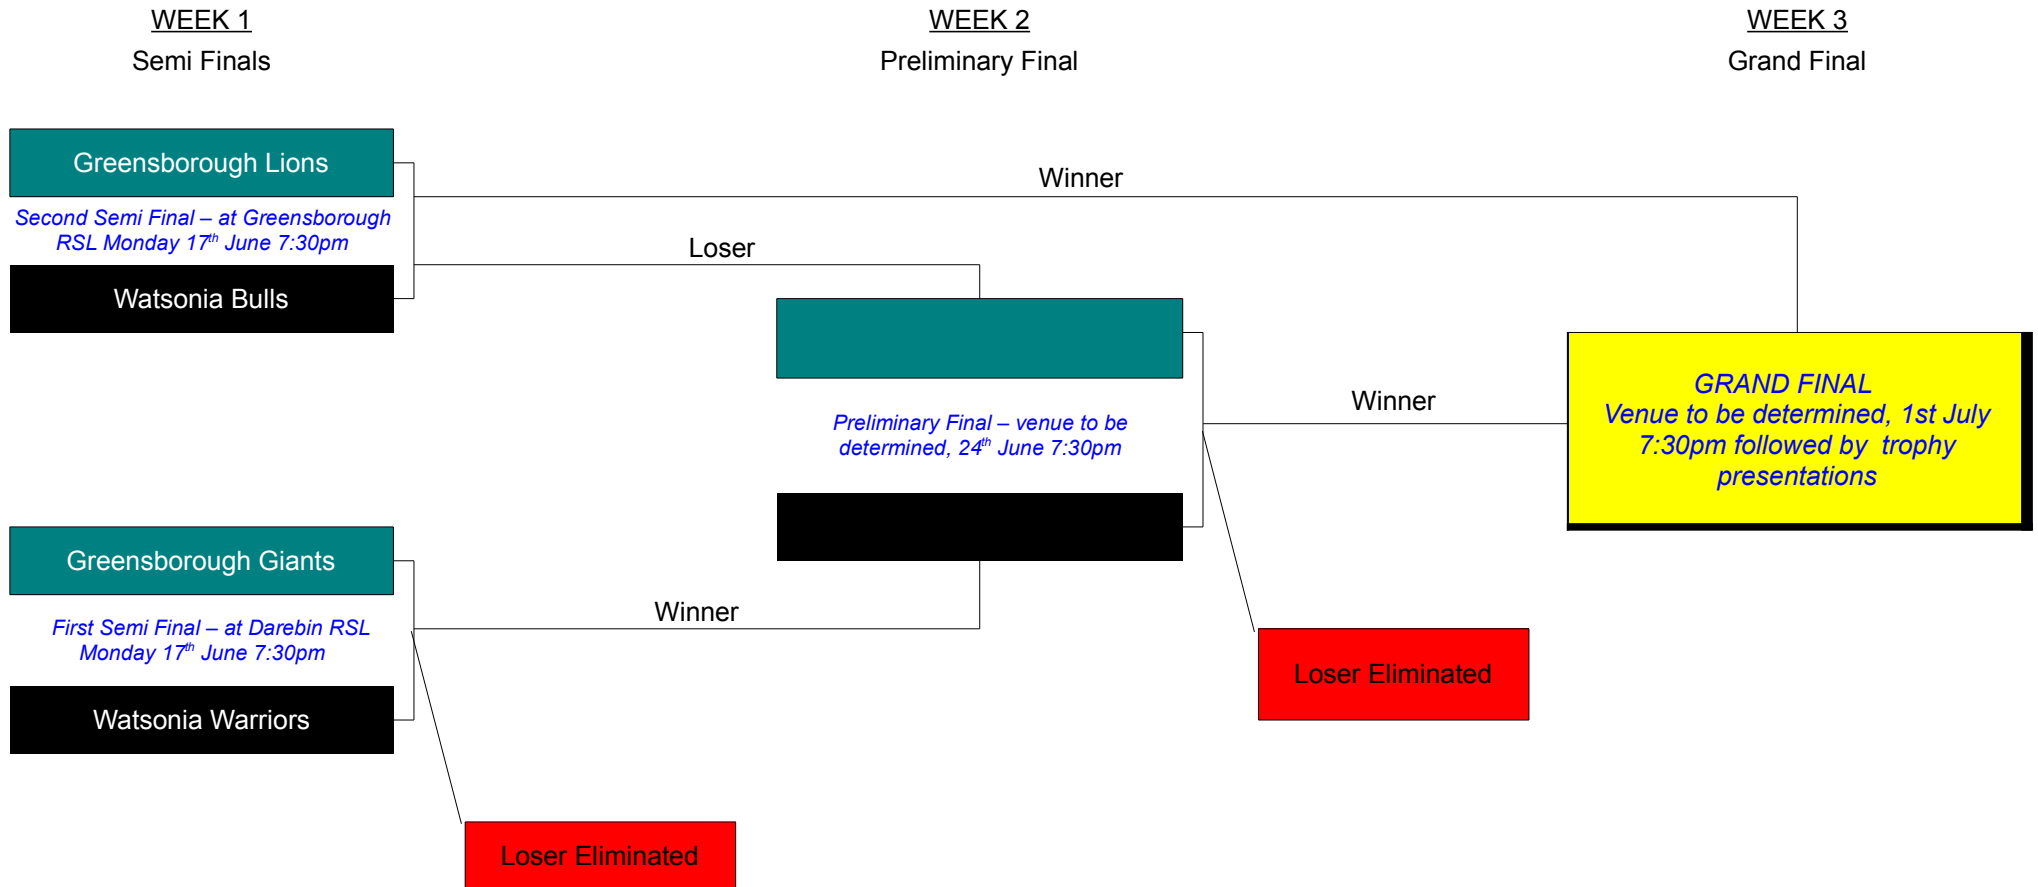 WEEK 1
Semi Finals
WEEK 2
Preliminary Final
WEEK 3
Grand Final
Greensborough Lions
Second Semi Final – at Greensborough
RSL Monday 17th June 7:30pm
Watsonia Bulls
Winner
Loser
Preliminary Final – venue to be
determined, 24th June 7:30pm
Winner
GRAND FINAL
Venue to be determined, 1st July
7:30pm followed by  trophy
presentations
Greensborough Giants
First Semi Final – at Darebin RSL
Monday 17th June 7:30pm
Watsonia Warriors
Winner
Loser Eliminated
Loser Eliminated